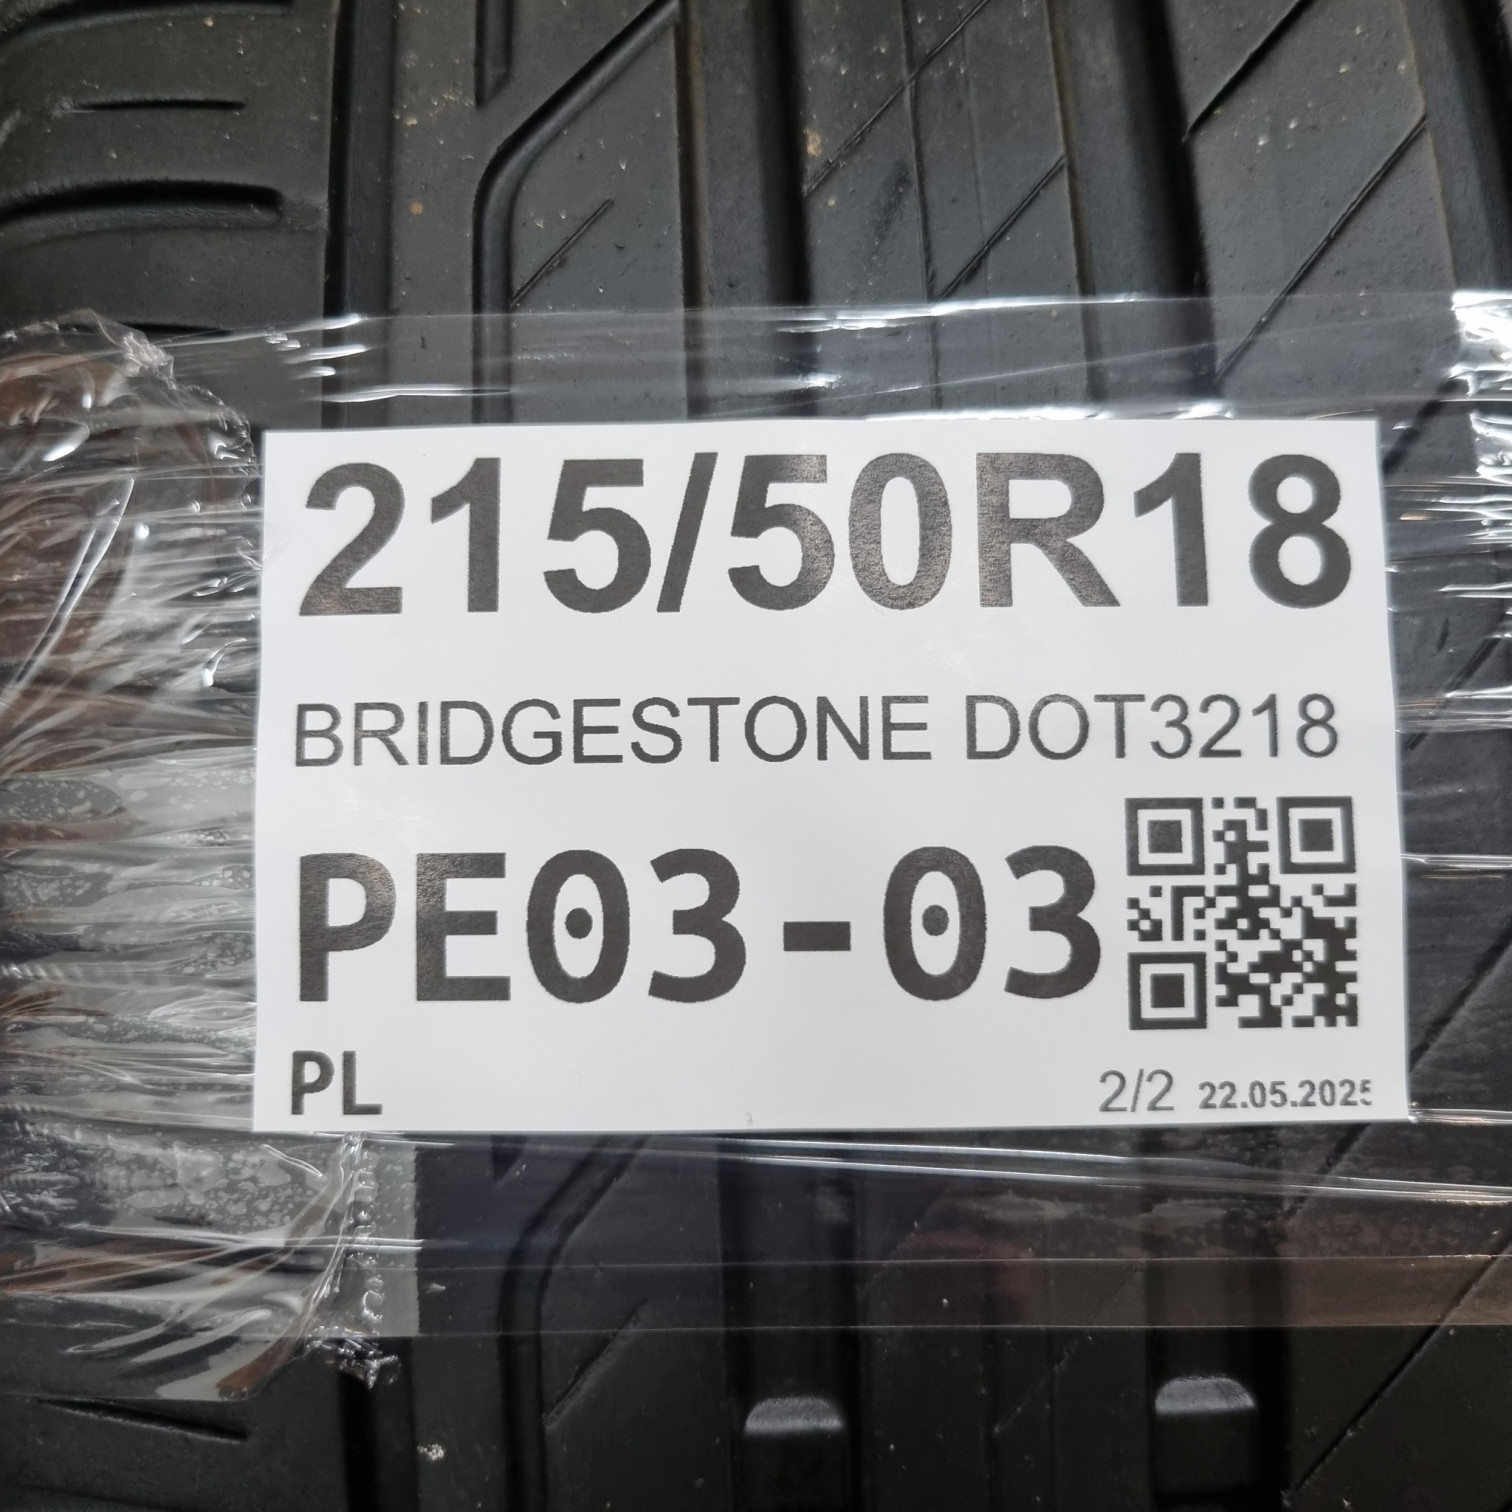 215/50R18
BRIDGESTONE DOT3218
PE03-03
PL 2/2 22.05.2025